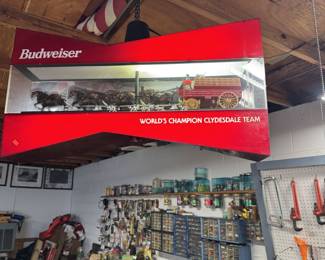 Budweiser
WORLD'S CHAMPION CLYDESDALE TEAM